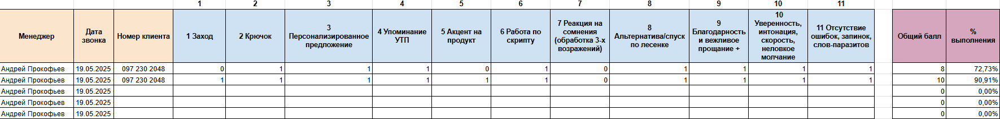 1 2 3 4 5 6 7 8 9 10 11
Менеджер
Дата
звонка
Номер клиента
1 Заход
2 Крючок
3
Персонализированное
предложение
4 Упоминание
УТП
5 Акцент на
продукт
6 Работа по
скрипту
7 Реакция на
сомнения
(обработка 3-х
возражений)
8
Альтернатива/спуск
по лесенке
9
Благодарность
и вежливое
прощание +
10
Уверенность,
интонация,
скорость,
неловкое
молчание
11 Отсутствие
ошибок, запинок,
слов-паразитов
Общий балл
%
выполнения
Андрей Прокофьев 19.05.2025 097 230 2048 0 1 1 1 0 1 0 1 1 1 1 8 72,73%
Андрей Прокофьев 19.05.2025 097 230 2048 1 1 1 1 1 1 0 1 1 1 1 10 90,91%
Андрей Прокофьев 19.05.2025 0 0,00%
Андрей Прокофьев 19.05.2025 0 0,00%
Андрей Прокофьев 19.05.2025 0 0,00%